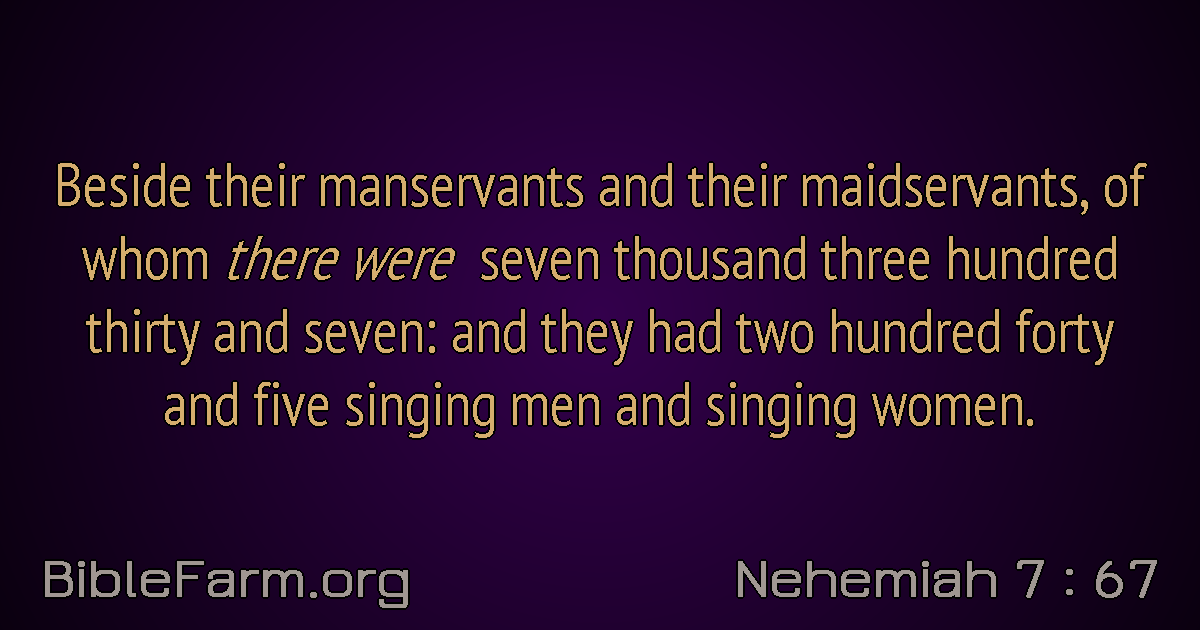 Beside their manservants and their maidservants, of
whom there were seven thousand three hundred
thirty and seven: and they had two hundred forty
and five singing men and singing women.
BibleFarm.org
Nehemiah 7 : 67